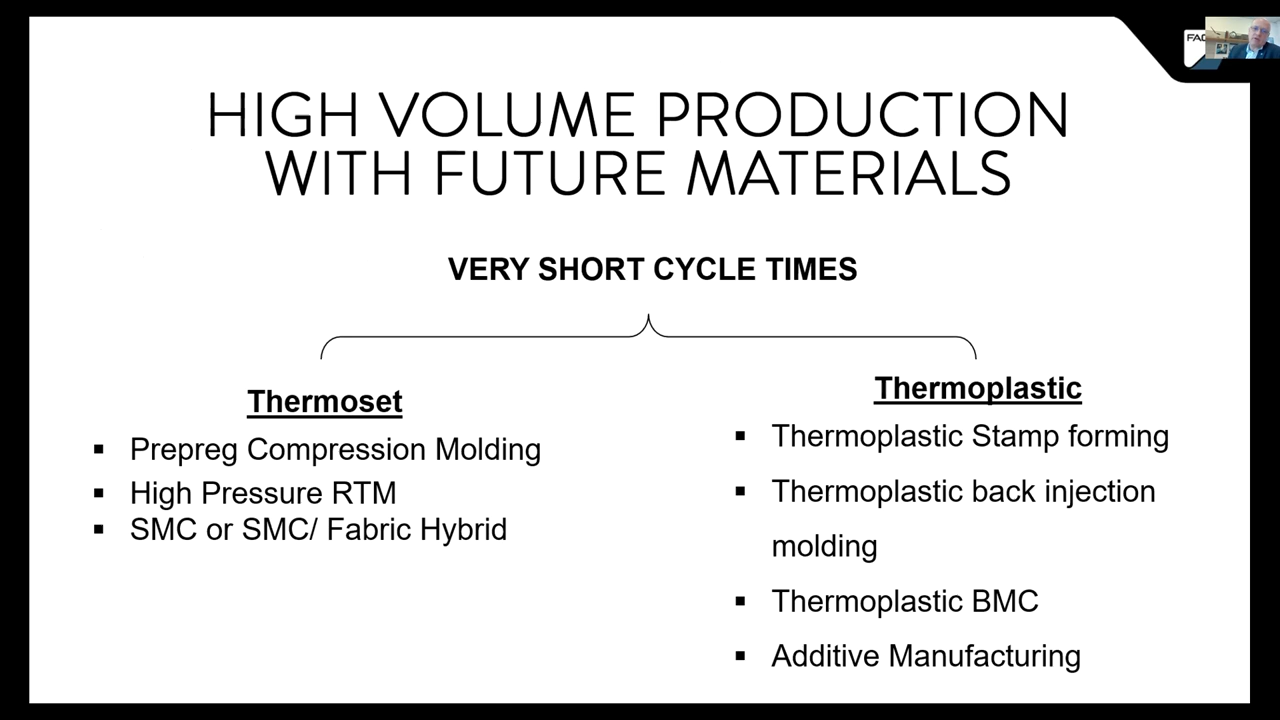 HIGH VOLUME PRODUCTION
WITH FUTURE MATERIALS
VERY SHORT CYCLE TIMES
Thermoset
▪ Prepreg Compression Molding
▪ High Pressure RTM
▪ SMC or SMC/ Fabric Hybrid
Thermoplastic
▪ Thermoplastic Stamp forming
▪ Thermoplastic back injection
molding
▪ Thermoplastic BMC
▪ Additive Manufacturing